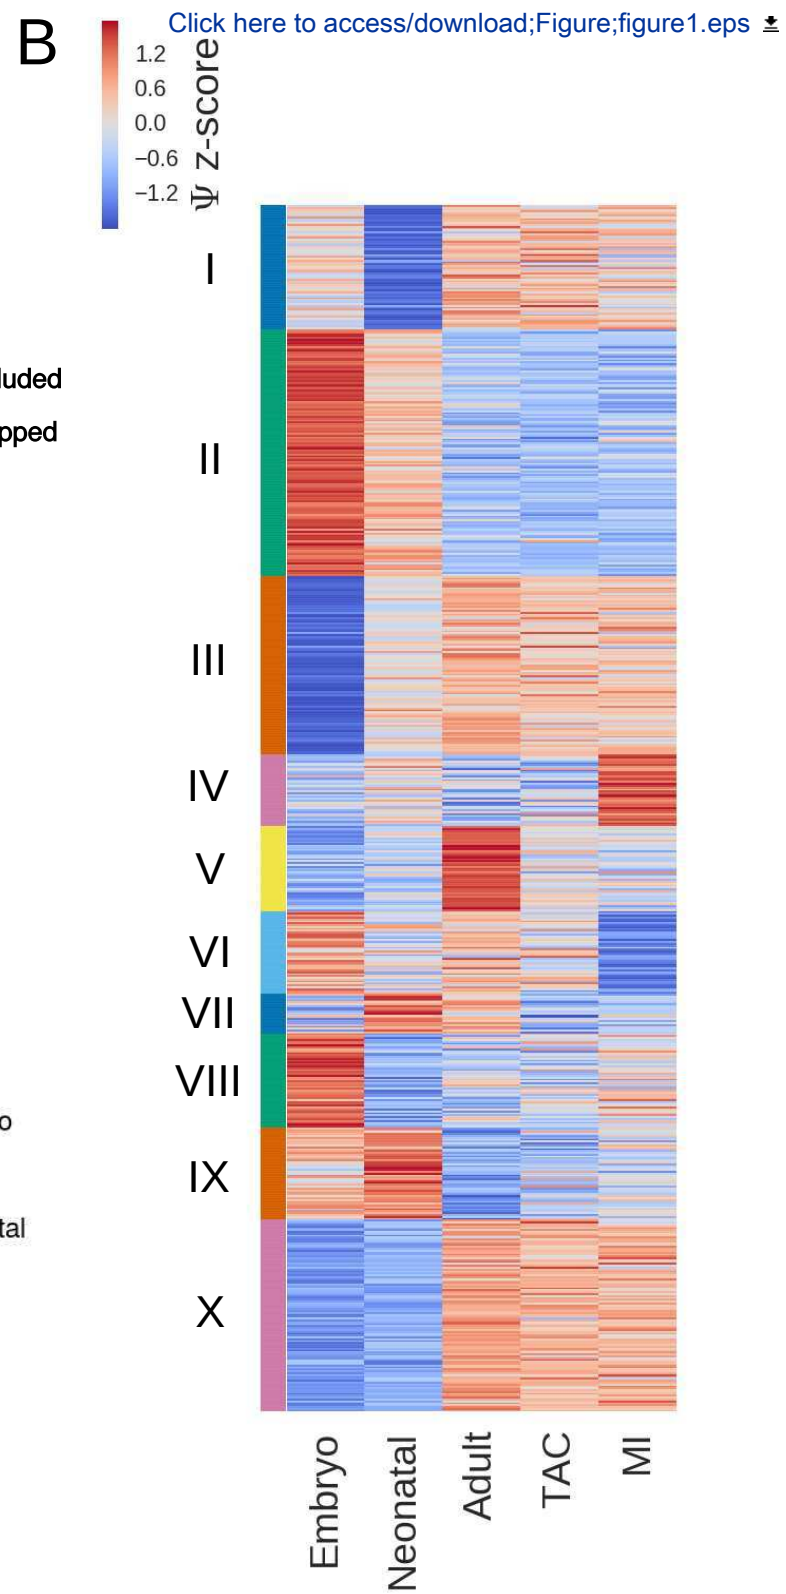 B
Click here to access/download;Figure;figure1.eps
1.2
0.6
0.0
−0.6
−1.2
Ψ z-score
I
luded
pped
II
III
IV
V
VI
VII
VIII
o
IX
tal
X
Embryo
Neonatal
Adult
TAC
MI